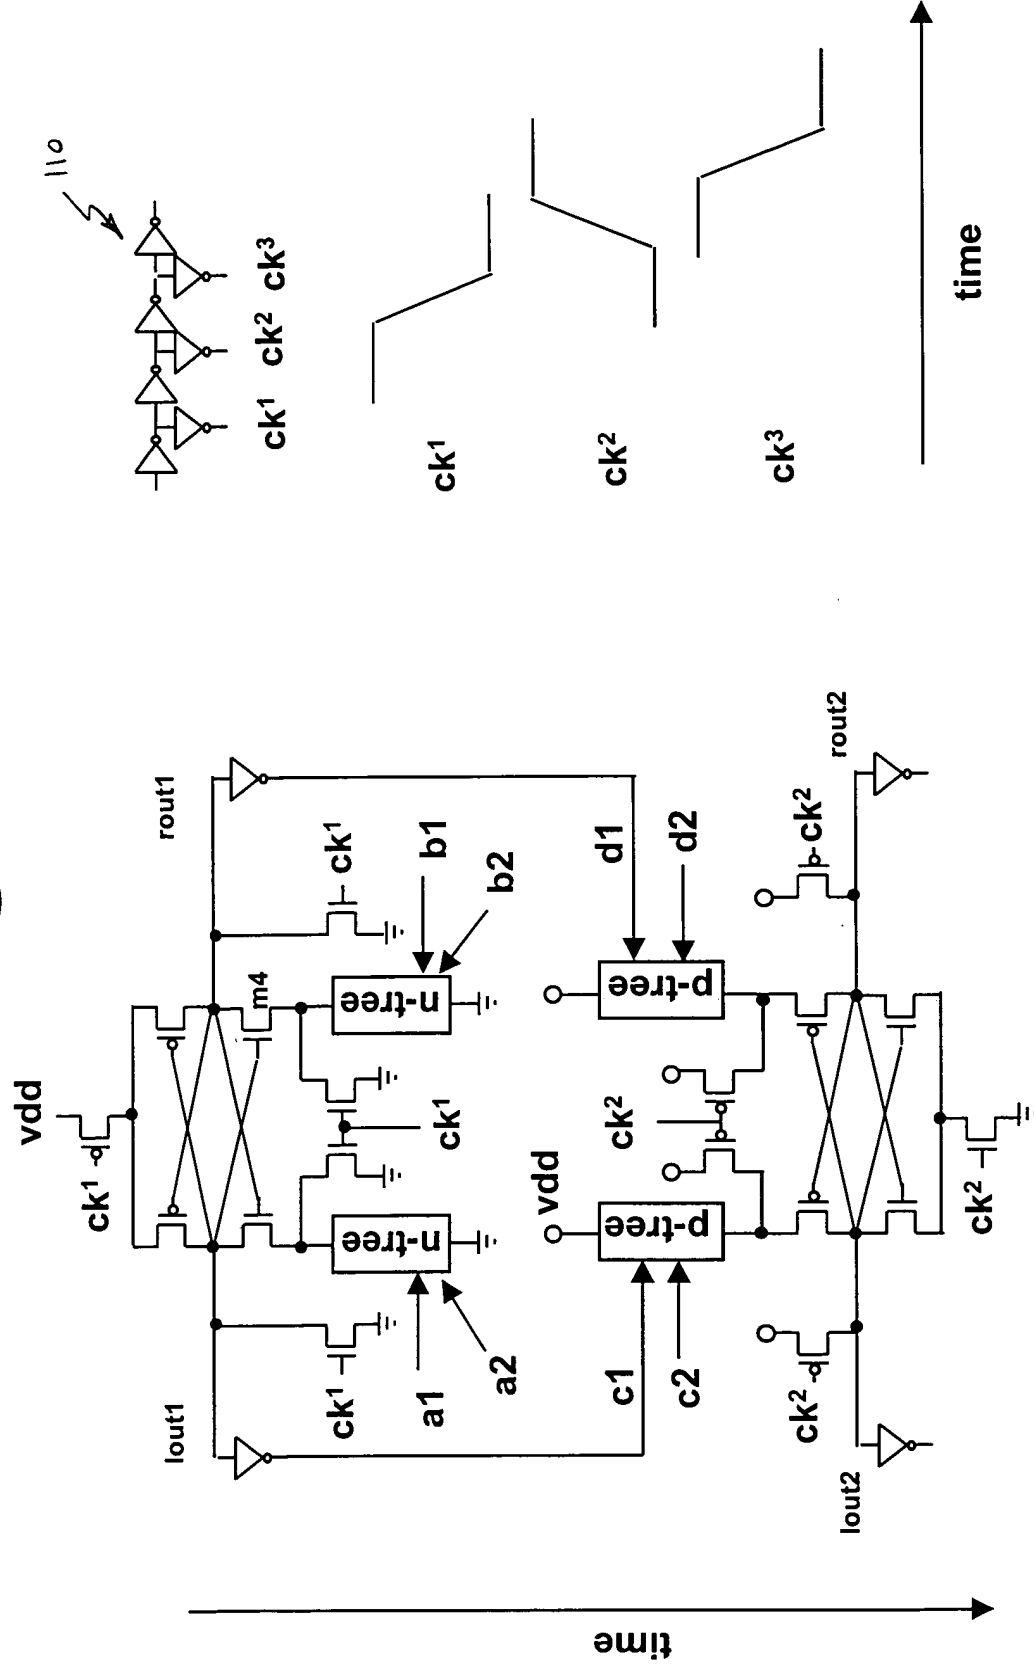 110
ck¹ ck² ck³
ck¹
ck²
ck³
time
vdd
ck¹
lout1
rout1
m4
ck¹
ck¹
ck¹
n-tree
n-tree
a1
a2
b1
b2
vdd
ck²
c1
c2
d1
d2
p-tree
p-tree
ck²
ck²
ck²
lout2
rout2
time